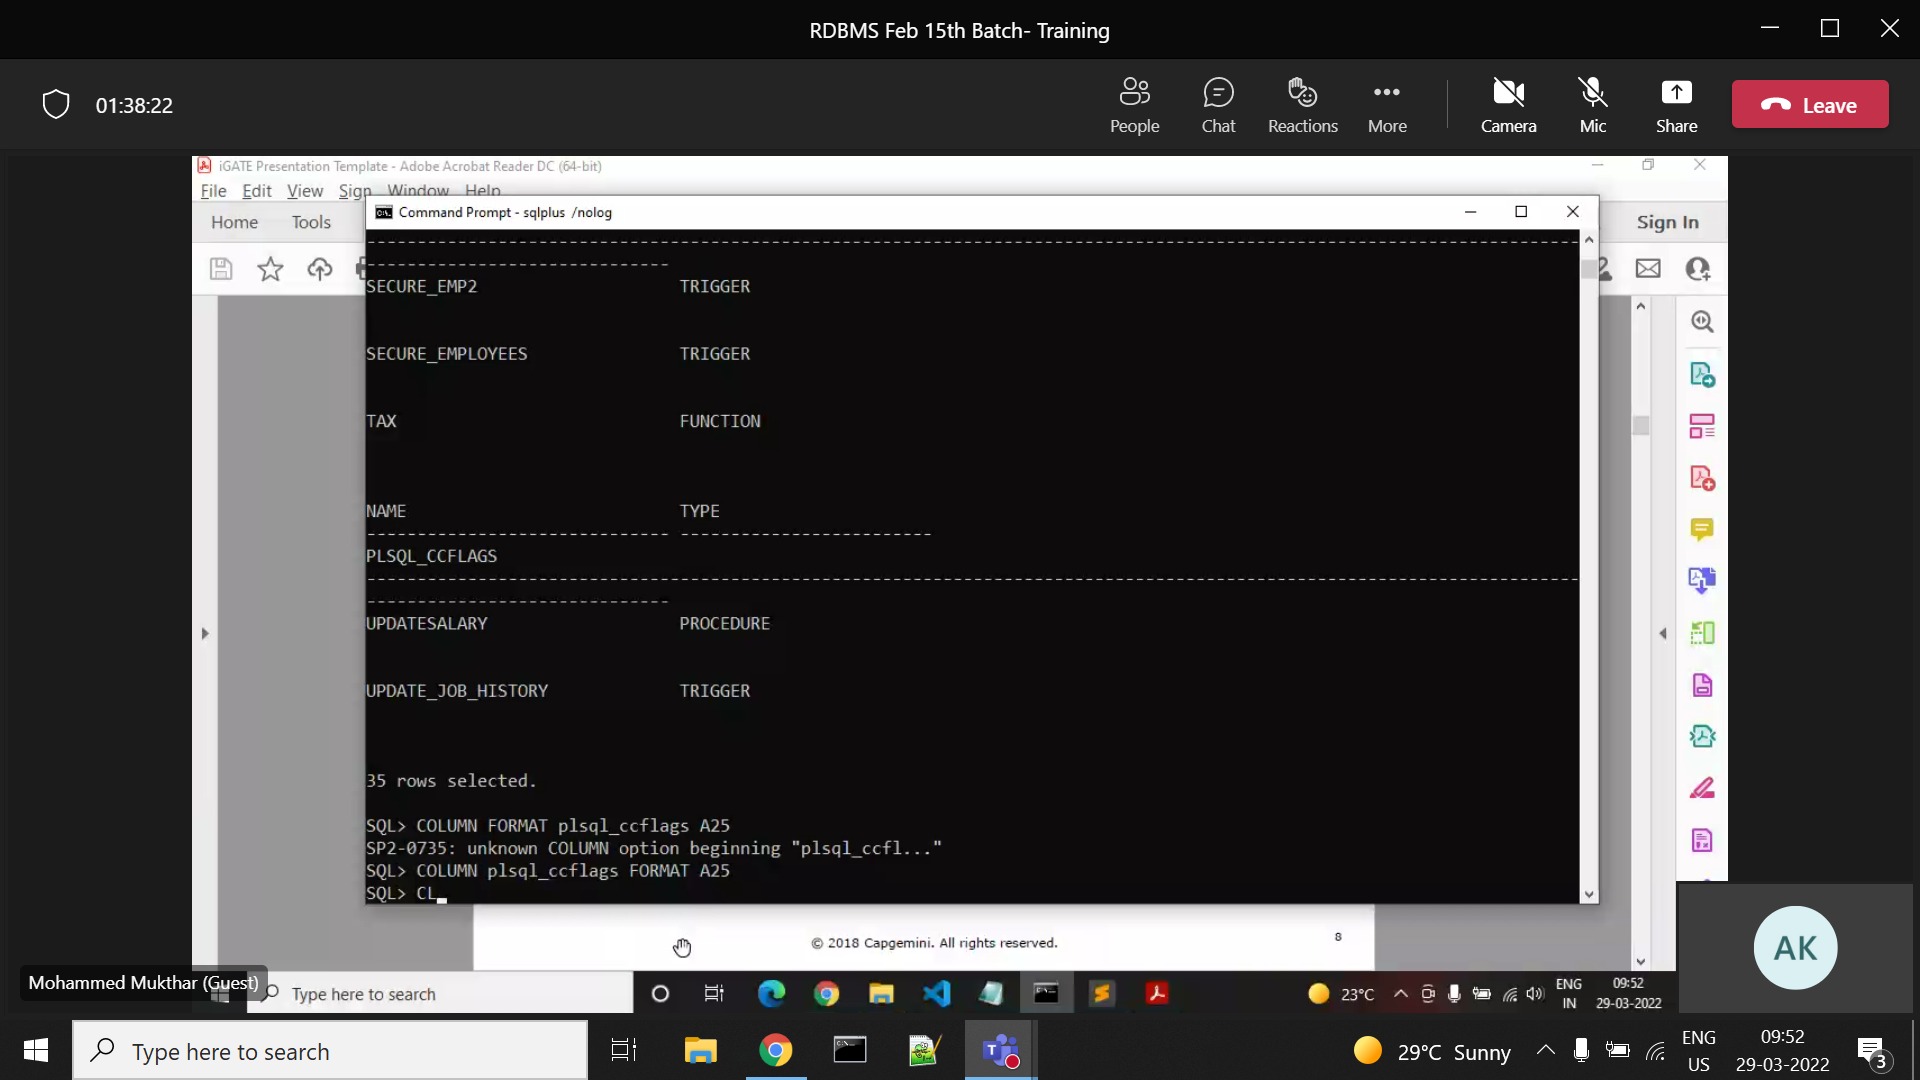 RDBMS Feb 15th Batch- Training
01:38:22
People
Chat
Reactions
More
Camera
Mic
Share
Leave
iGATE Presentation Template - Adobe Acrobat Reader DC (64-bit)
File Edit View Sign Window Help
Home Tools
Sign In
Command Prompt - sqlplus /nolog
------------------------------------------------------------------------------------------------------------------------
------------------------------
SECURE_EMP2 TRIGGER
SECURE_EMPLOYEES TRIGGER
TAX FUNCTION
NAME TYPE
------------------------------ -------------------------
PLSQL_CCFLAGS
------------------------------------------------------------------------------------------------------------------------
------------------------------
UPDATESALARY PROCEDURE
UPDATE_JOB_HISTORY TRIGGER
35 rows selected.
SQL> COLUMN FORMAT plsql_ccflags A25
SP2-0735: unknown COLUMN option beginning "plsql_ccfl..."
SQL> COLUMN plsql_ccflags FORMAT A25
SQL> CL_
© 2018 Capgemini. All rights reserved.
8
AK
Mohammed Mukthar (Guest)
Type here to search
23°C
ENG
IN
09:52
29-03-2022
Type here to search
29°C Sunny
ENG
US
09:52
29-03-2022
3